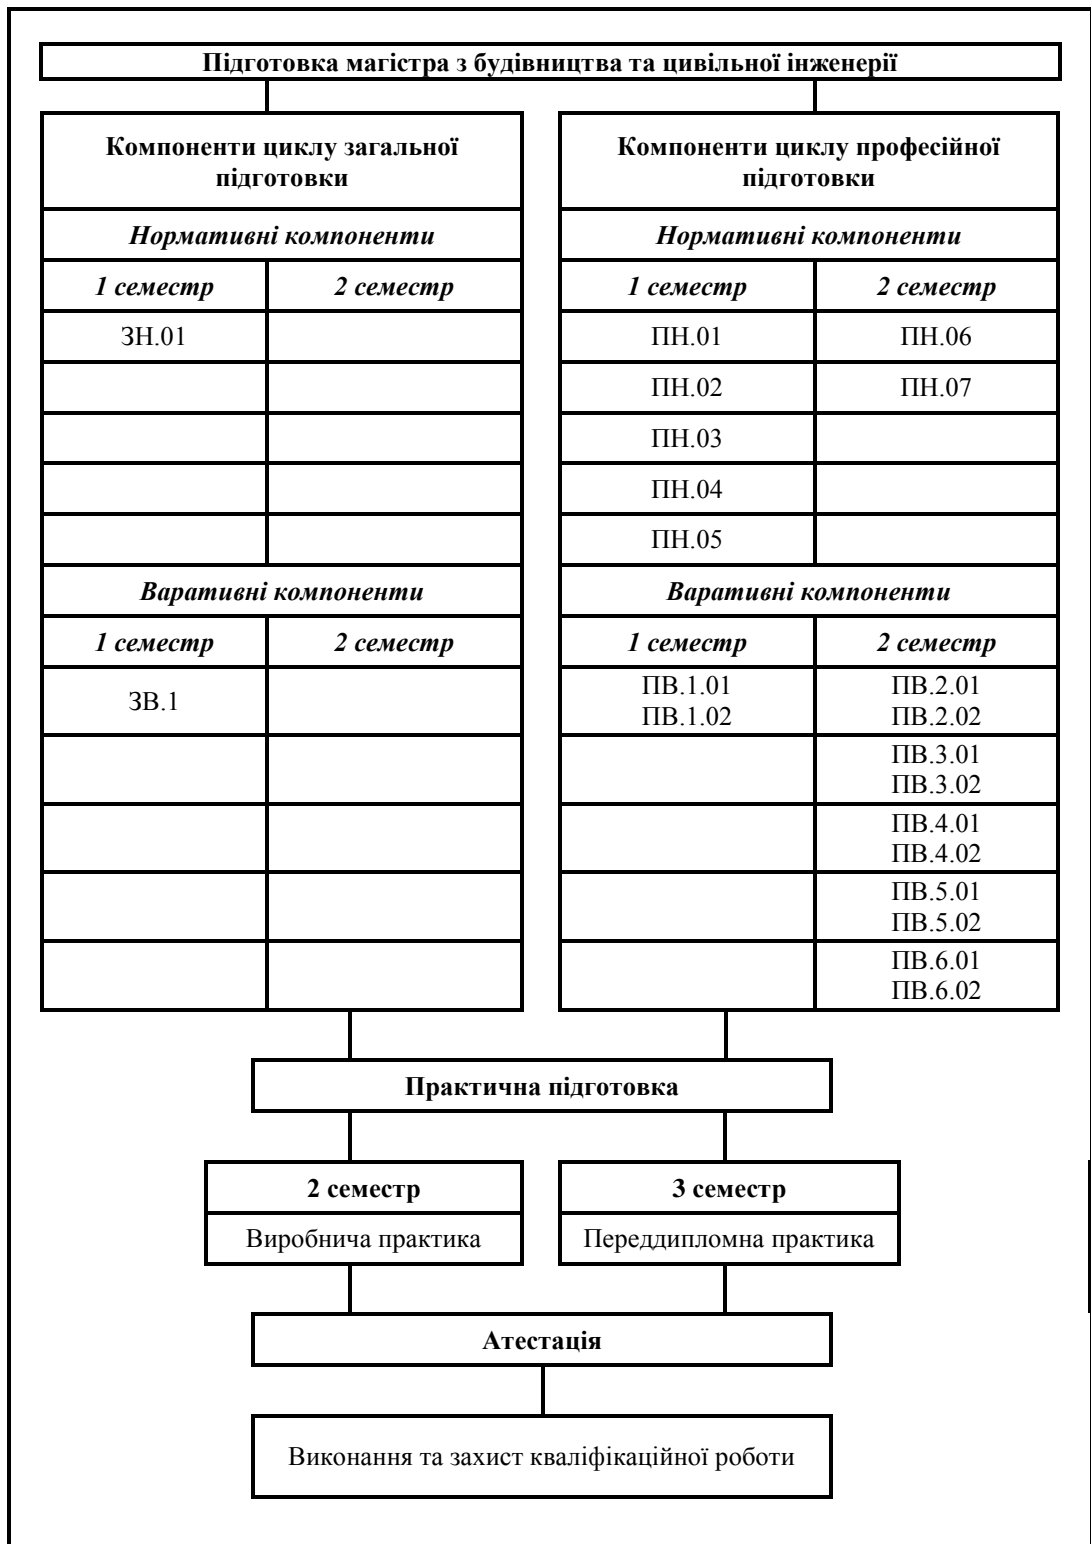 Підготовка магістра з будівництва та цивільної інженерії
Компоненти циклу загальної
підготовки
Нормативні компоненти
1 семестр
2 семестр
ЗН.01
Варативні компоненти
1 семестр
2 семестр
ЗВ.1
Компоненти циклу професійної
підготовки
Нормативні компоненти
1 семестр
2 семестр
ПН.01
ПН.06
ПН.02
ПН.07
ПН.03
ПН.04
ПН.05
Варативні компоненти
1 семестр
2 семестр
ПВ.1.01
ПВ.1.02
ПВ.2.01
ПВ.2.02
ПВ.3.01
ПВ.3.02
ПВ.4.01
ПВ.4.02
ПВ.5.01
ПВ.5.02
ПВ.6.01
ПВ.6.02
Практична підготовка
2 семестр
Виробнича практика
3 семестр
Переддипломна практика
Атестація
Виконання та захист кваліфікаційної роботи